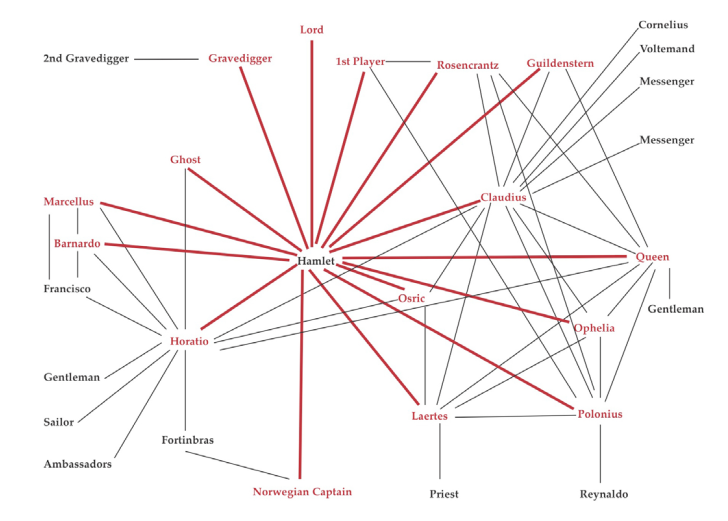 Lord
Cornelius
Voltemand
2nd Gravedigger
Gravedigger
1st Player
Rosencrantz
Guildenstern
Messenger
Messenger
Ghost
Marcellus
Claudius
Barnardo
Hamlet
Queen
Francisco
Osric
Gentleman
Ophelia
Horatio
Gentleman
Laertes
Polonius
Sailor
Fortinbras
Ambassadors
Norwegian Captain
Priest
Reynaldo